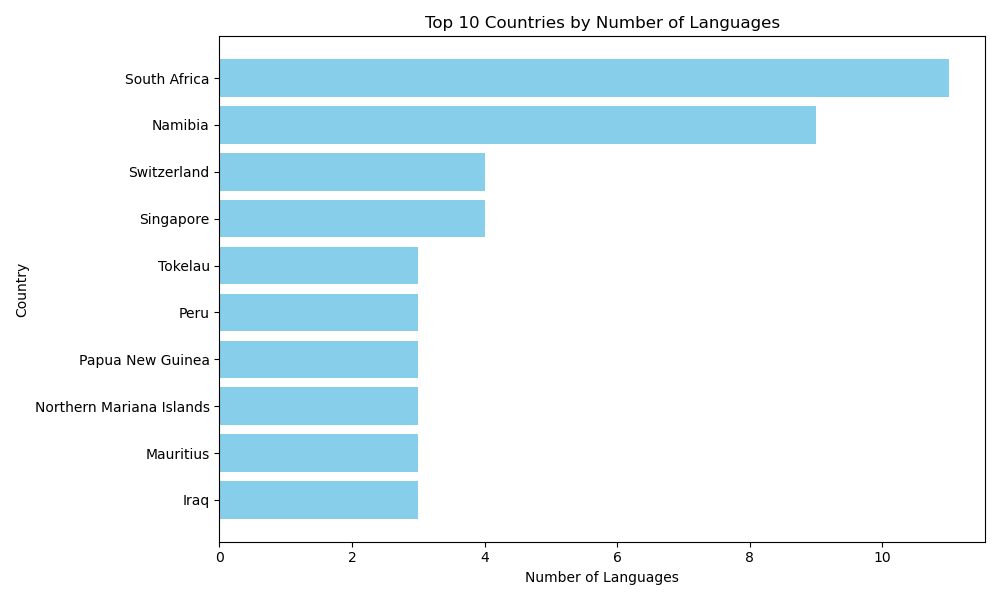 Top 10 Countries by Number of Languages
Country
South Africa
Namibia
Switzerland
Singapore
Tokelau
Peru
Papua New Guinea
Northern Mariana Islands
Mauritius
Iraq
0 2 4 6 8 10
Number of Languages